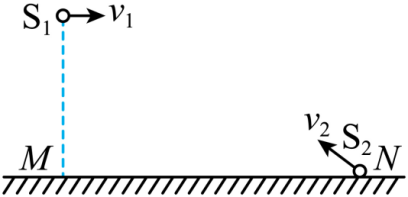 S₁ v₁
v₂ S₂
M N